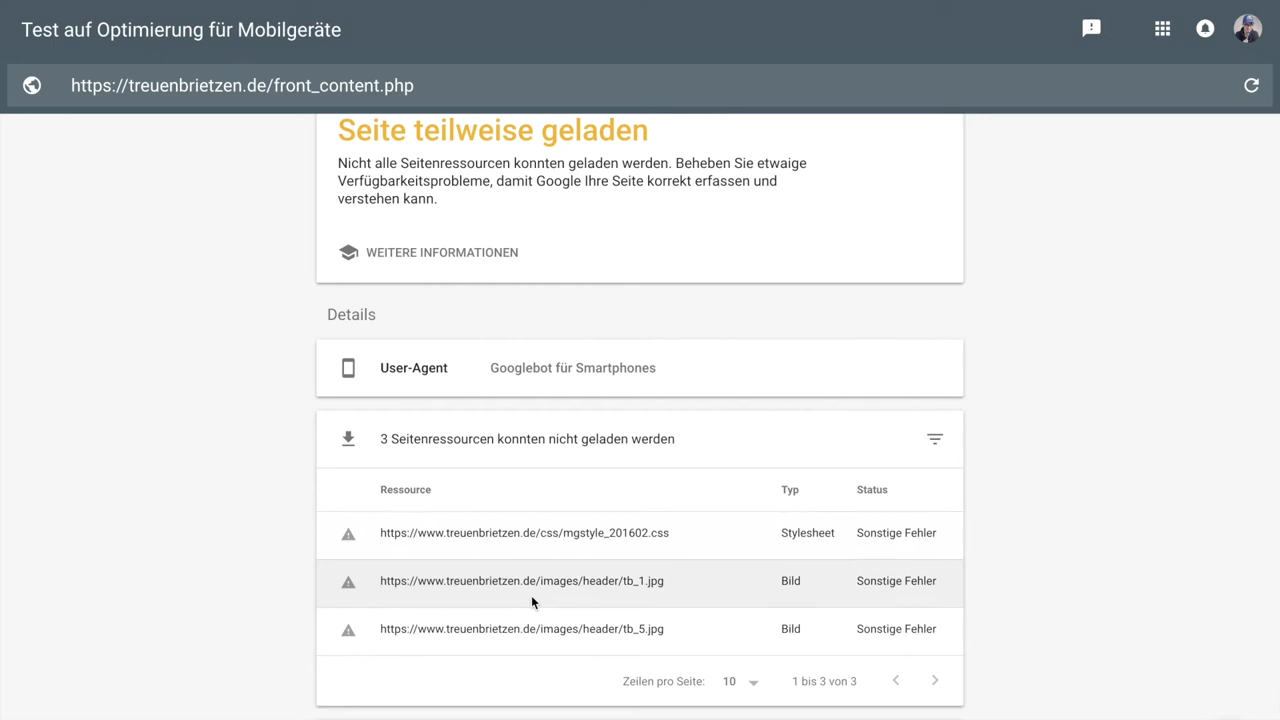 Test auf Optimierung für Mobilgeräte
https://treuenbrietzen.de/front_content.php
Seite teilweise geladen
Nicht alle Seitenressourcen konnten geladen werden. Beheben Sie etwaige
Verfügbarkeitsprobleme, damit Google Ihre Seite korrekt erfassen und
verstehen kann.
WEITERE INFORMATIONEN
Details
User-Agent Googlebot für Smartphones
3 Seitenressourcen konnten nicht geladen werden
Ressource Typ Status
https://www.treuenbrietzen.de/css/mgstyle_201602.css Stylesheet Sonstige Fehler
https://www.treuenbrietzen.de/images/header/tb_1.jpg Bild Sonstige Fehler
https://www.treuenbrietzen.de/images/header/tb_5.jpg Bild Sonstige Fehler
Zeilen pro Seite: 10 1 bis 3 von 3